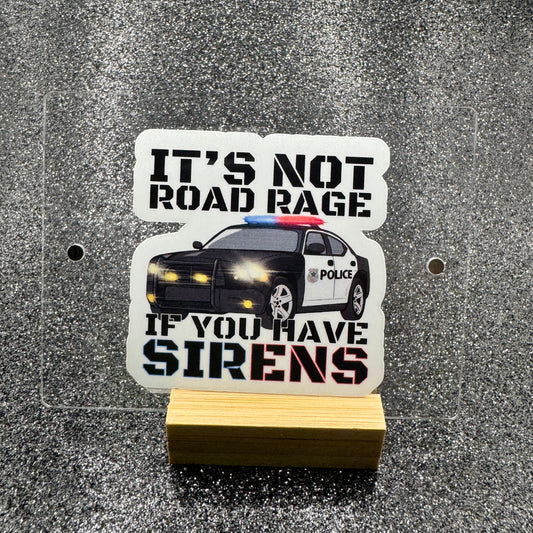 IT'S NOT
ROAD RAGE
POLICE
IF YOU HAVE
SIRENS